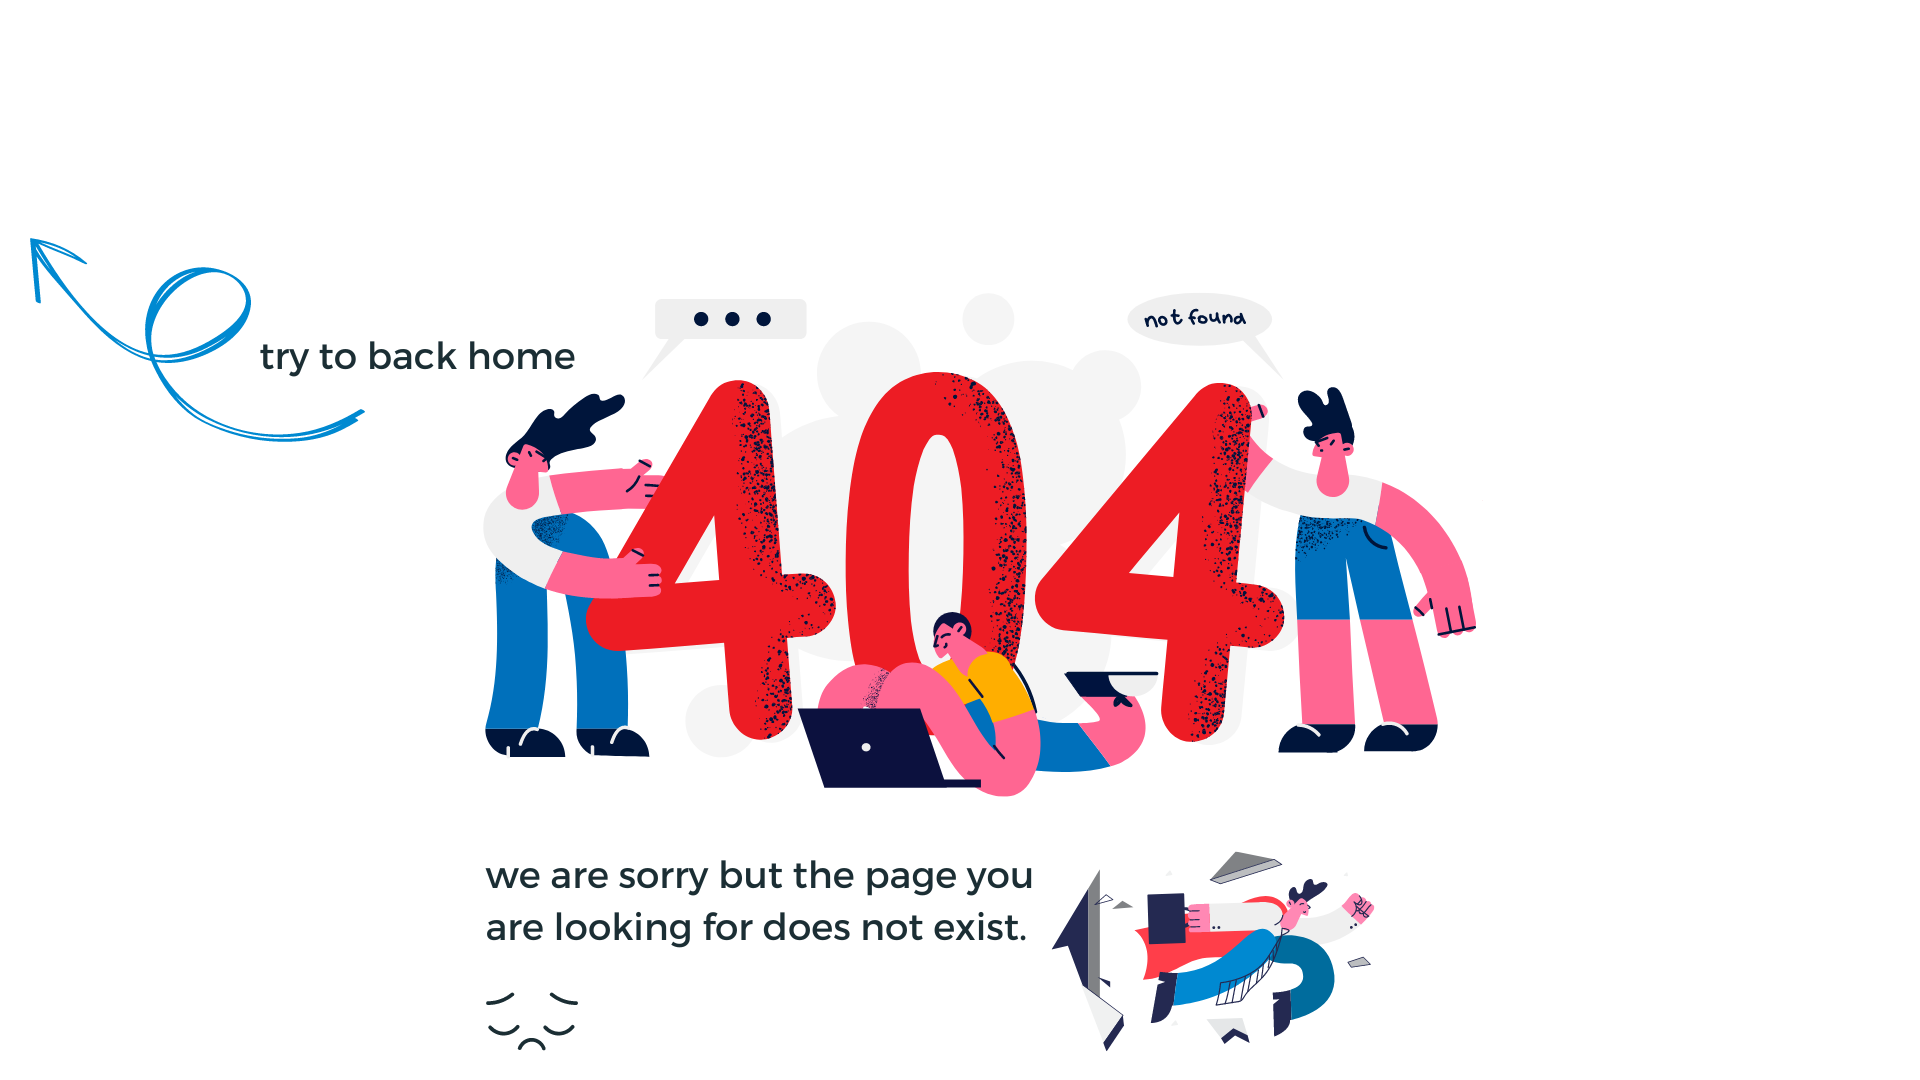 not found
try to back home
404
we are sorry but the page you
are looking for does not exist.